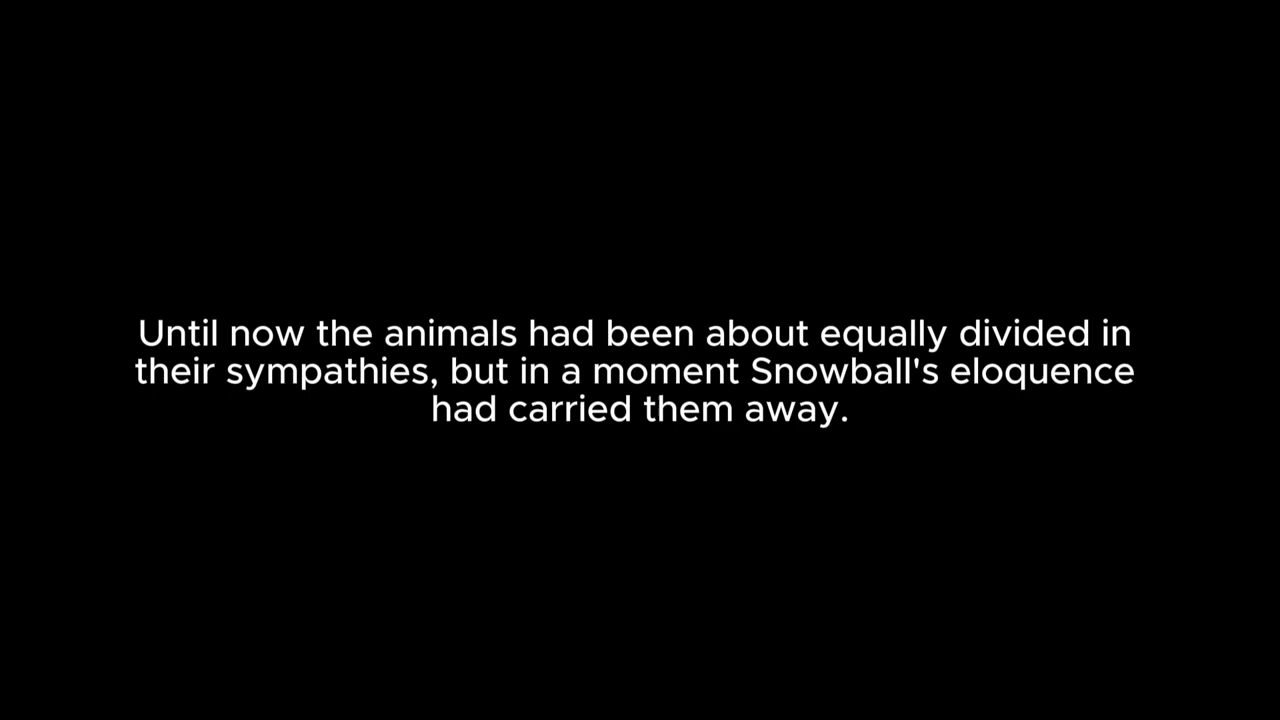 Until now the animals had been about equally divided in
their sympathies, but in a moment Snowball's eloquence
had carried them away.